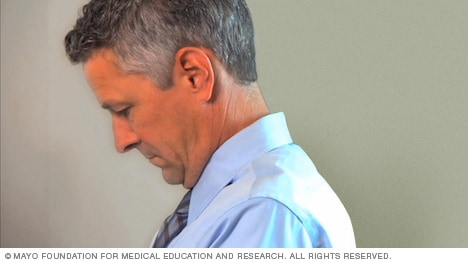 © MAYO FOUNDATION FOR MEDICAL EDUCATION AND RESEARCH. ALL RIGHTS RESERVED.